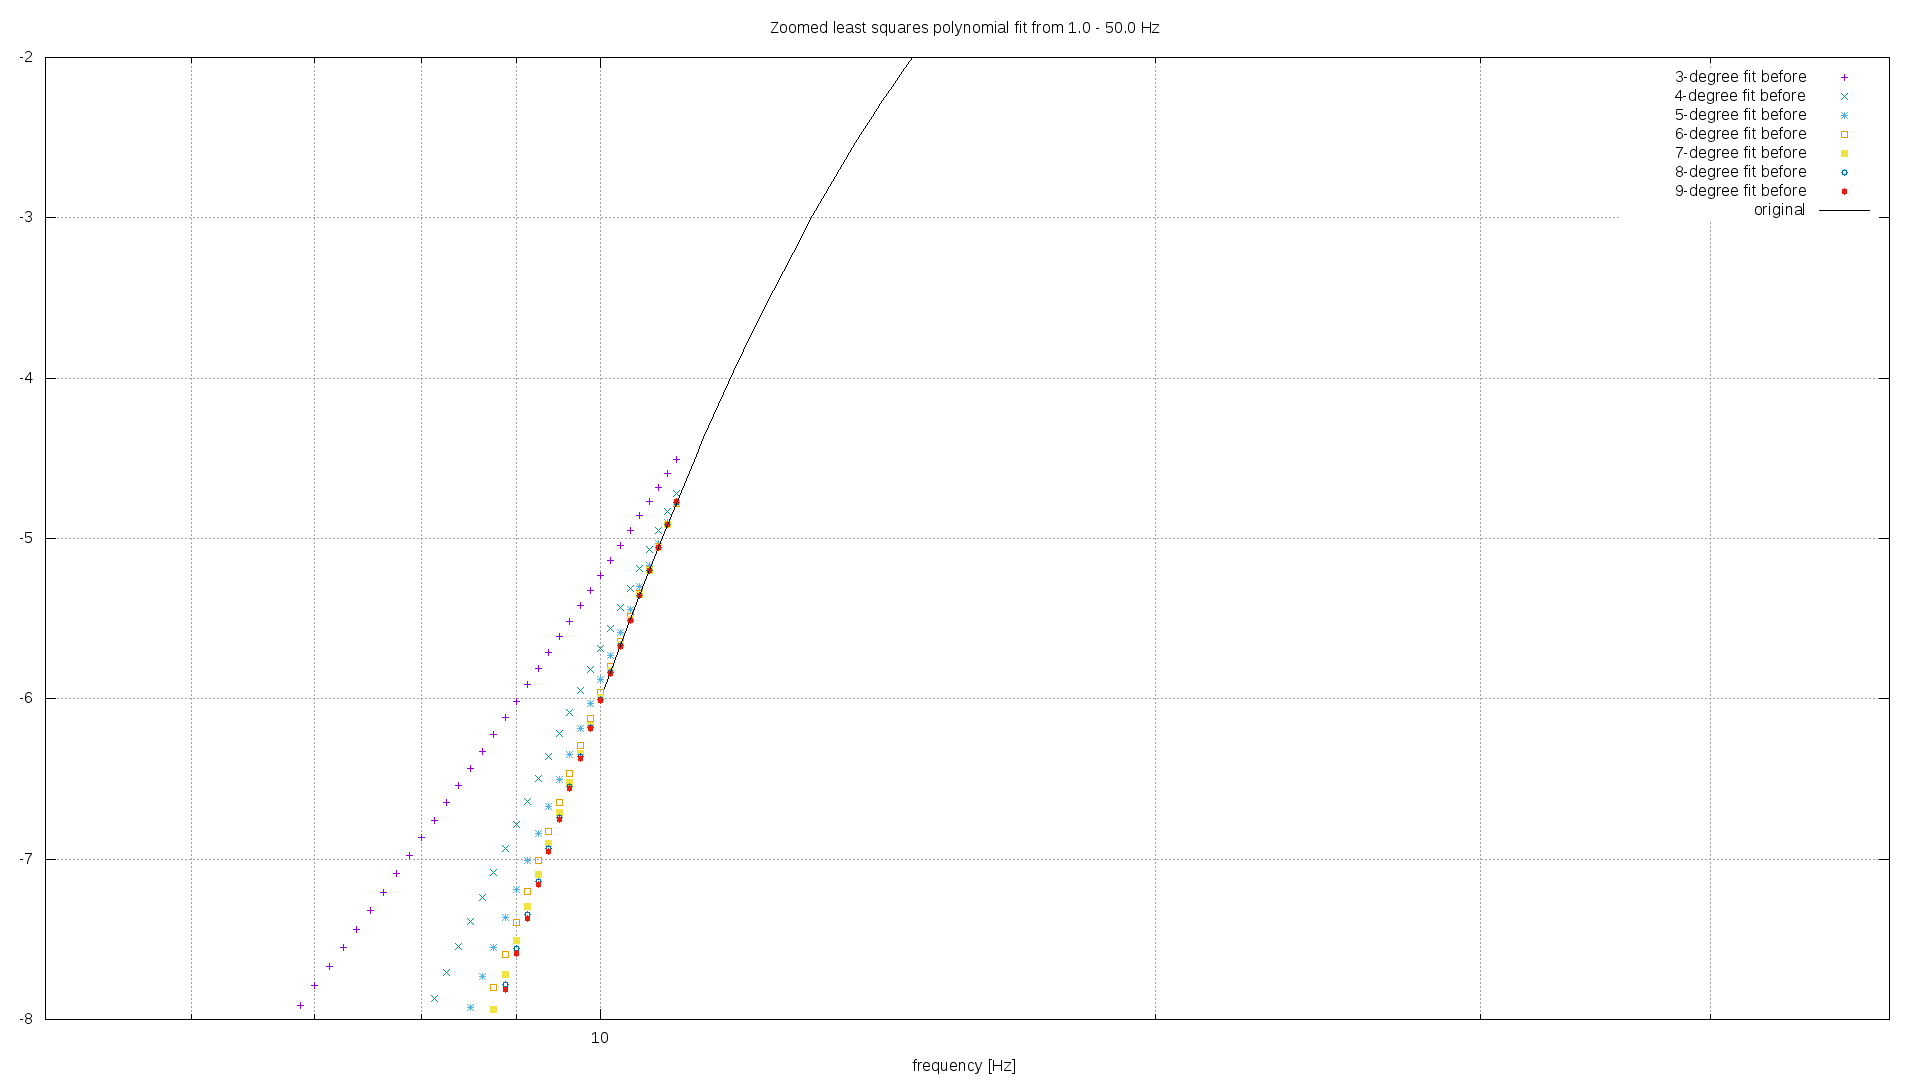 Zoomed least squares polynomial fit from 1.0 - 50.0 Hz
-2
-3
-4
-5
-6
-7
-8
3-degree fit before
4-degree fit before
5-degree fit before
6-degree fit before
7-degree fit before
8-degree fit before
9-degree fit before
original
10
frequency [Hz]